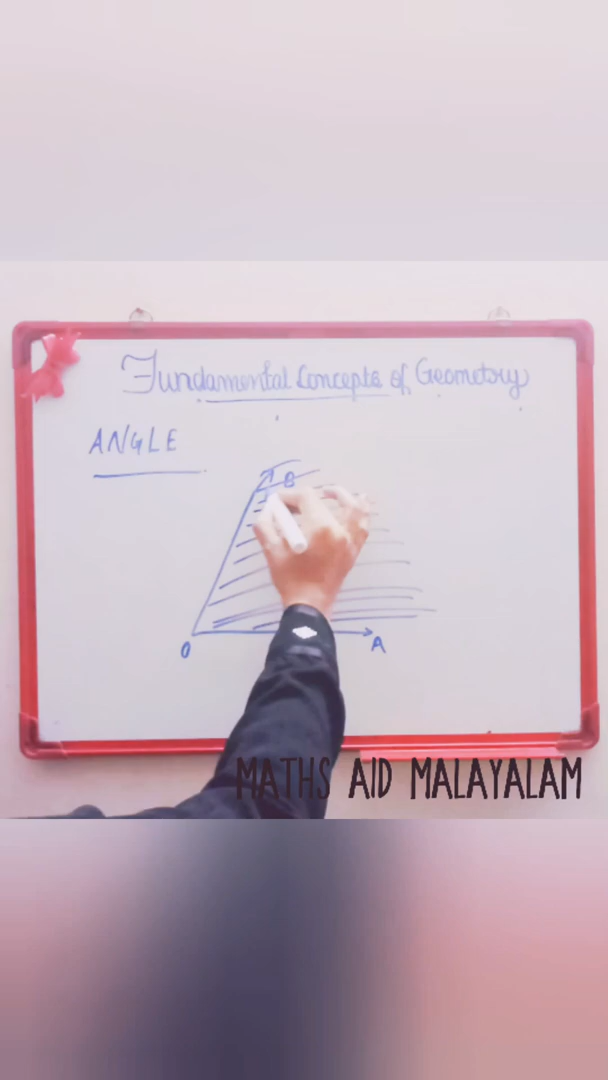 Fundamental Concepts of Geometry
ANGLE
B
O
A
MATHS AID MALAYALAM